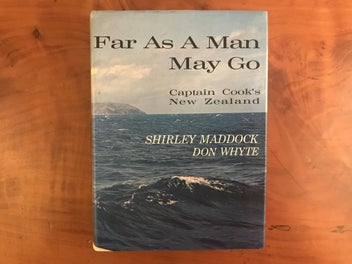 Far As A Man
May Go
Captain Cook's
New Zealand
SHIRLEY MADDOCK
DON WHYTE